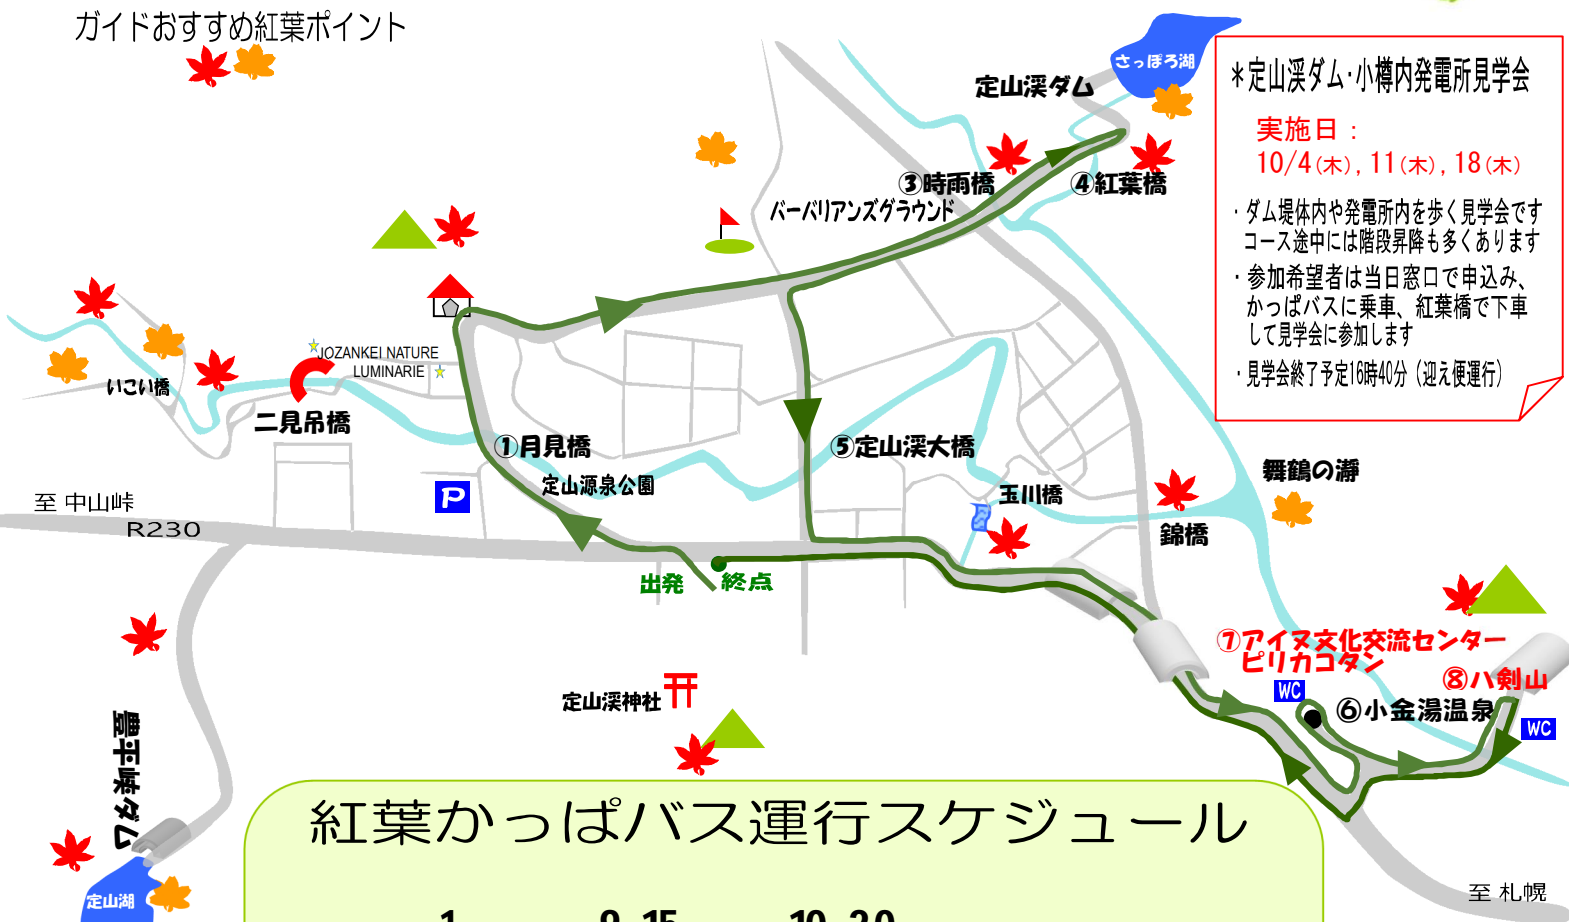 ガイドおすすめ紅葉ポイント
さっぽろ湖
定山渓ダム
③時雨橋
④紅葉橋
バーバリアンズグラウンド
＊定山渓ダム・小樽内発電所見学会
実施日：
10/4(木), 11(木), 18(木)
・ダム堤体内や発電所内を歩く見学会です
コース途中には階段昇降も多くあります
・参加希望者は当日窓口で申込み、
かっぱバスに乗車、紅葉橋で下車
して見学会に参加します
・見学会終了予定16時40分（迎え便運行）
JOZANKEI NATURE
LUMINARIE
いこい橋
二見吊橋
①月見橋
定山源泉公園
⑤定山渓大橋
玉川橋
舞鶴の瀞
錦橋
至 中山峠
R230
P
出発
終点
⑦アイヌ文化交流センター
ピリカコタン
WC
⑧八剣山
⑥小金湯温泉
WC
定山渓神社
豊平峡ダム
定山湖
至 札幌
紅葉かっぱバス運行スケジュール
1 9 15 10 20